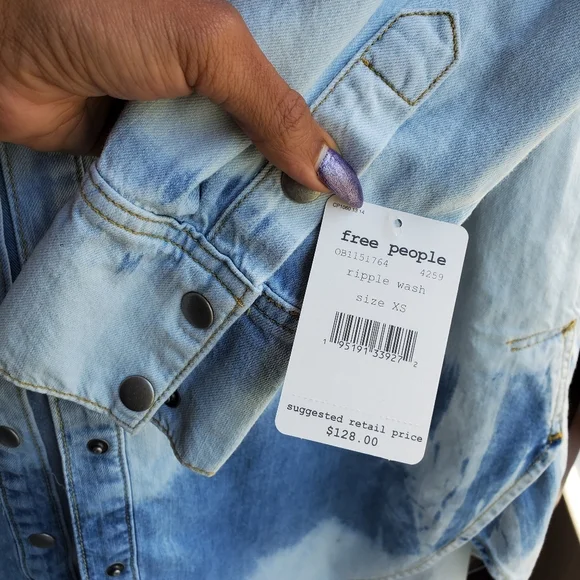 free people
OB1151764 4259
ripple wash
size XS
1 95191 33927 2
suggested retail price
$128.00